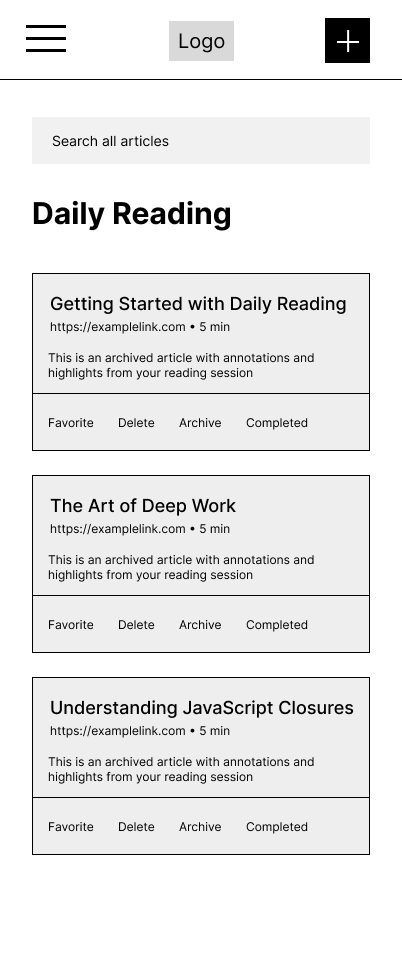 Logo
Search all articles
Daily Reading
Getting Started with Daily Reading
https://examplelink.com • 5 min
This is an archived article with annotations and
highlights from your reading session
Favorite Delete Archive Completed
The Art of Deep Work
https://examplelink.com • 5 min
This is an archived article with annotations and
highlights from your reading session
Favorite Delete Archive Completed
Understanding JavaScript Closures
https://examplelink.com • 5 min
This is an archived article with annotations and
highlights from your reading session
Favorite Delete Archive Completed